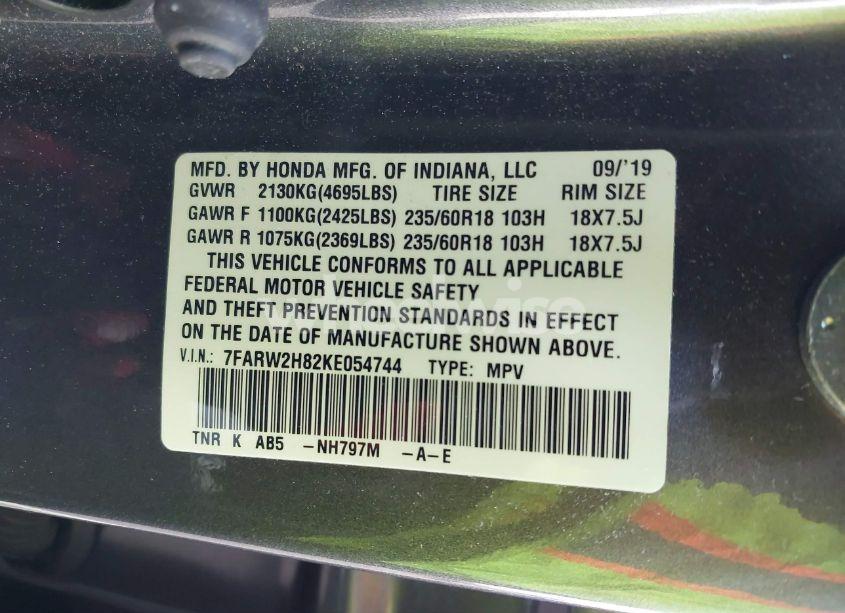 MFD. BY HONDA MFG. OF INDIANA, LLC 09/'19
GVWR 2130KG(4695LBS) TIRE SIZE RIM SIZE
GAWR F 1100KG(2425LBS) 235/60R18 103H 18X7.5J
GAWR R 1075KG(2369LBS) 235/60R18 103H 18X7.5J
THIS VEHICLE CONFORMS TO ALL APPLICABLE
FEDERAL MOTOR VEHICLE SAFETY
AND THEFT PREVENTION STANDARDS IN EFFECT
ON THE DATE OF MANUFACTURE SHOWN ABOVE.
V.I.N.: 7FARW2H82KE054744 TYPE: MPV
TNR K AB5 -NH797M -A-E